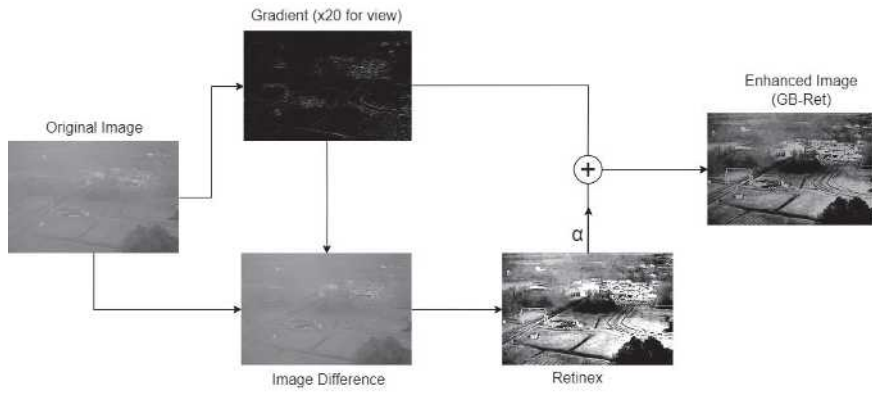 Gradient (x20 for view)
Enhanced Image
(GB-Ret)
Original Image
+
α
Image Difference
Retinex